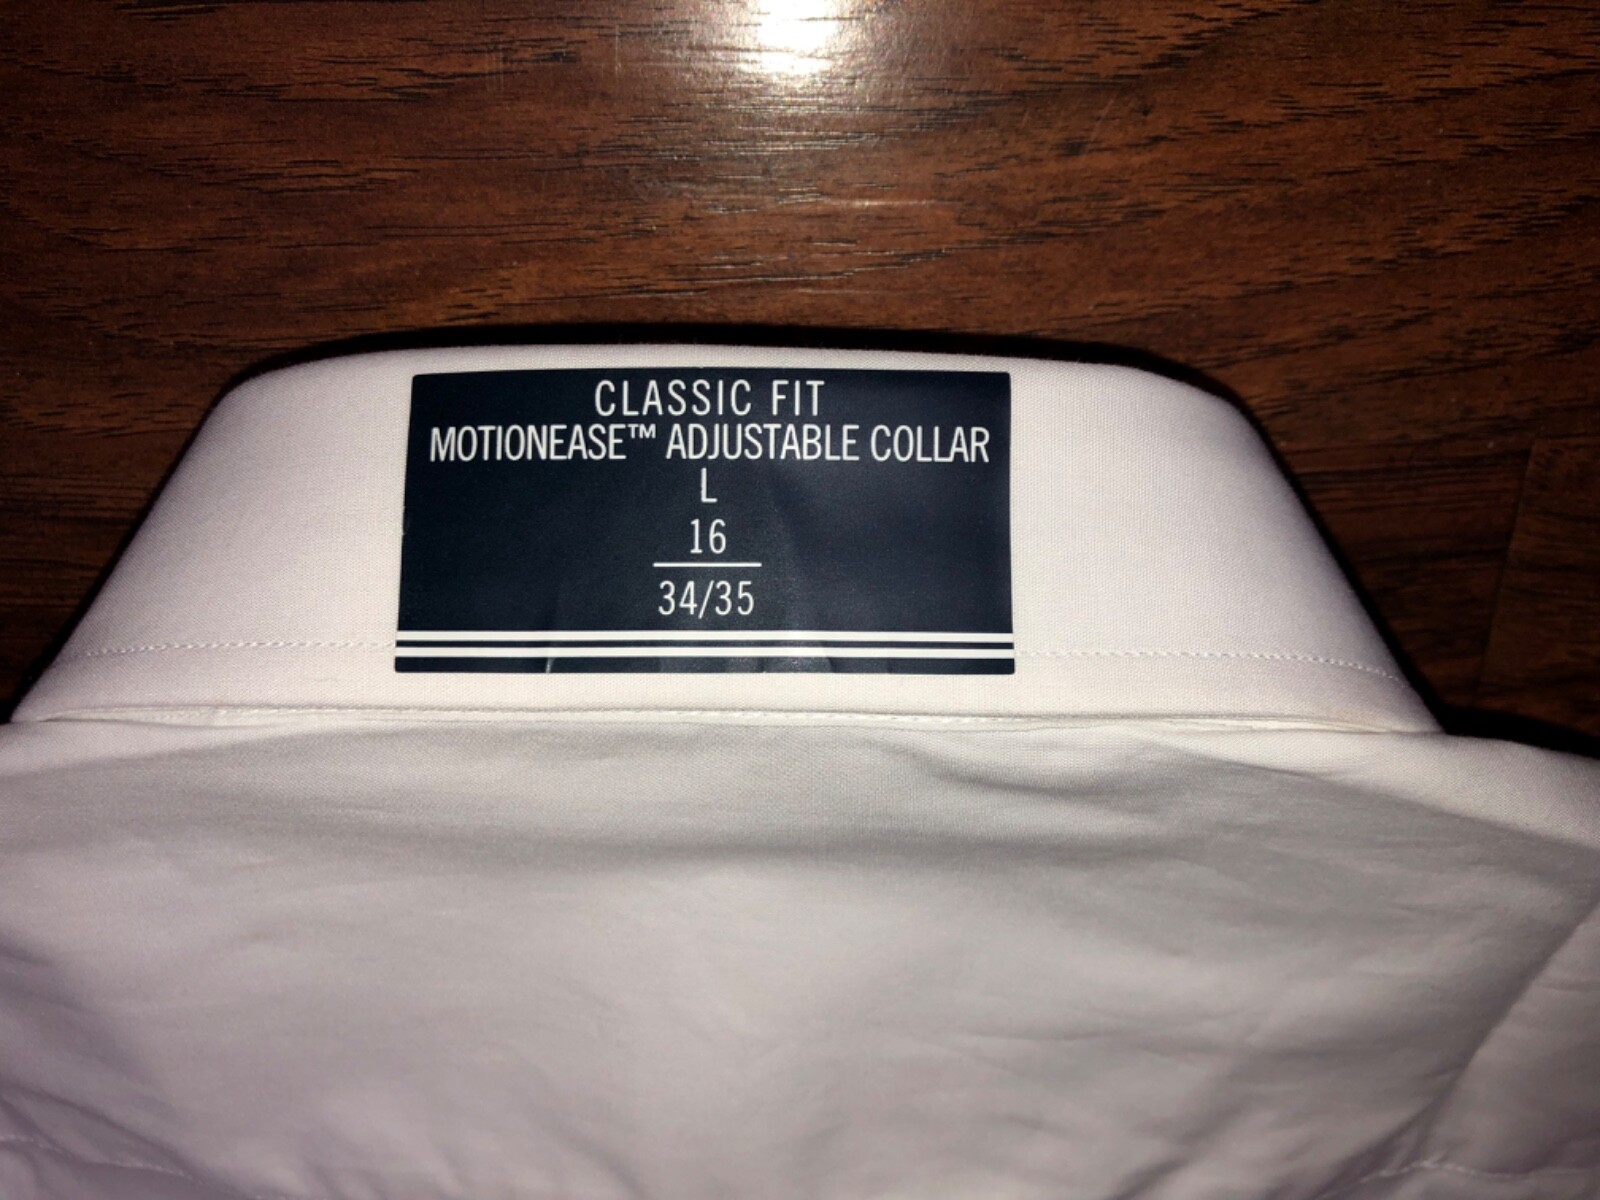 CLASSIC FIT
MOTIONEASE™ ADJUSTABLE COLLAR
L
16
34/35